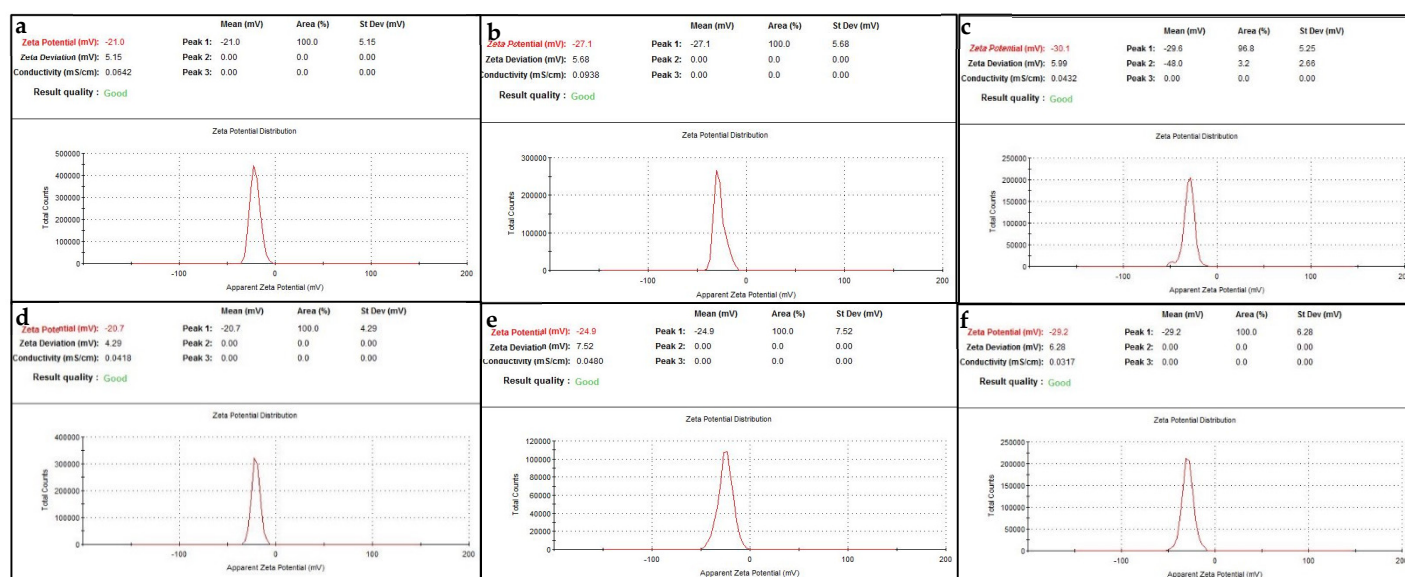 a
Mean (mV) Area (%) St Dev (mV)
Zeta Potential (mV): -21.0 Peak 1: -21.0 100.0 5.15
Zeta Deviation (mV): 5.15 Peak 2: 0.00 0.0 0.00
Conductivity (mS/cm): 0.0642 Peak 3: 0.00 0.0 0.00
Result quality : Good
Zeta Potential Distribution
500000
400000
300000
200000
100000
0
Total Counts
-100 0 100 200
Apparent Zeta Potential (mV)
b
Mean (mV) Area (%) St Dev (mV)
Zeta Potential (mV): -27.1 Peak 1: -27.1 100.0 5.68
Zeta Deviation (mV): 5.68 Peak 2: 0.00 0.0 0.00
Conductivity (mS/cm): 0.0938 Peak 3: 0.00 0.0 0.00
Result quality : Good
Zeta Potential Distribution
300000
200000
100000
0
Total Counts
-100 0 100 200
Apparent Zeta Potential (mV)
c
Mean (mV) Area (%) St Dev (mV)
Zeta Potential (mV): -30.1 Peak 1: -29.6 96.8 5.25
Zeta Deviation (mV): 5.99 Peak 2: -48.0 3.2 2.66
Conductivity (mS/cm): 0.0432 Peak 3: 0.00 0.0 0.00
Result quality : Good
Zeta Potential Distribution
250000
200000
150000
100000
50000
0
Total Counts
-100 0 100 200
Apparent Zeta Potential (mV)
d
Mean (mV) Area (%) St Dev (mV)
Zeta Potential (mV): -20.7 Peak 1: -20.7 100.0 4.29
Zeta Deviation (mV): 4.29 Peak 2: 0.00 0.0 0.00
Conductivity (mS/cm): 0.0418 Peak 3: 0.00 0.0 0.00
Result quality : Good
Zeta Potential Distribution
400000
300000
200000
100000
0
Total Counts
-100 0 100 200
Apparent Zeta Potential (mV)
e
Mean (mV) Area (%) St Dev (mV)
Zeta Potential (mV): -24.9 Peak 1: -24.9 100.0 7.52
Zeta Deviation (mV): 7.52 Peak 2: 0.00 0.0 0.00
Conductivity (mS/cm): 0.0480 Peak 3: 0.00 0.0 0.00
Result quality : Good
Zeta Potential Distribution
120000
100000
80000
60000
40000
20000
0
Total Counts
-100 0 100 200
Apparent Zeta Potential (mV)
f
Mean (mV) Area (%) St Dev (mV)
Zeta Potential (mV): -29.2 Peak 1: -29.2 100.0 6.28
Zeta Deviation (mV): 6.28 Peak 2: 0.00 0.0 0.00
Conductivity (mS/cm): 0.0317 Peak 3: 0.00 0.0 0.00
Result quality : Good
Zeta Potential Distribution
250000
200000
150000
100000
50000
0
Total Counts
-100 0 100 200
Apparent Zeta Potential (mV)